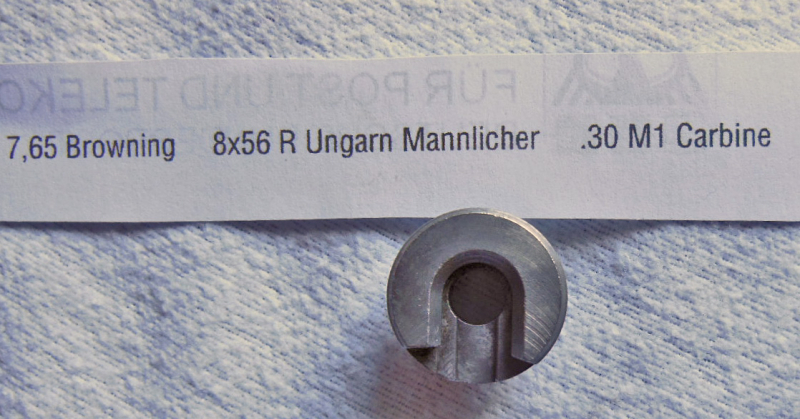 FÜR POST UND TELEKO
7,65 Browning 8x56 R Ungarn Mannlicher .30 M1 Carbine